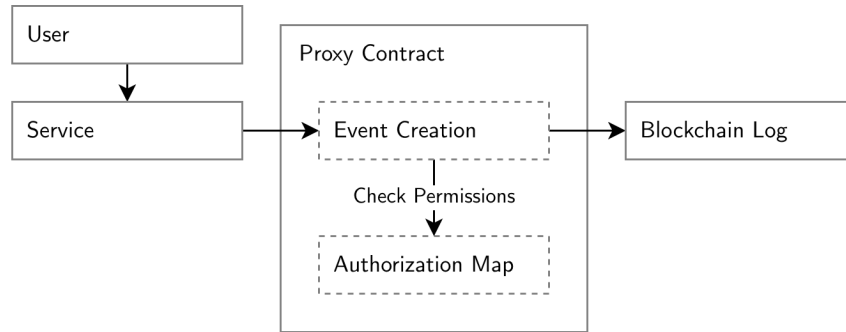 User
Proxy Contract
Service
Event Creation
Blockchain Log
Check Permissions
Authorization Map